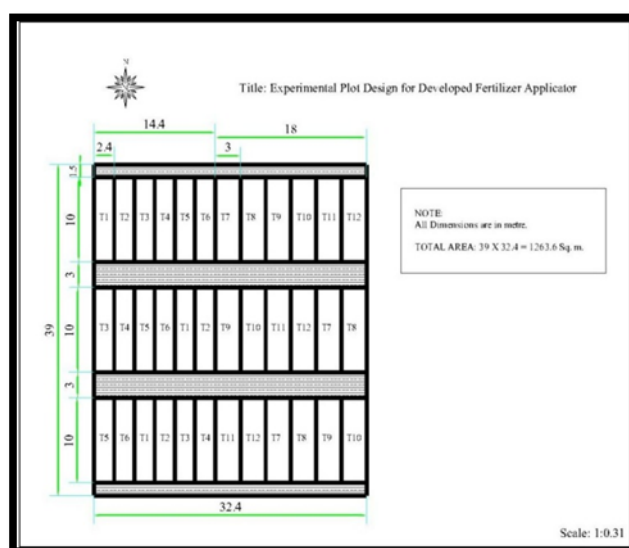 N
Title: Experimental Plot Design for Developed Fertilizer Applicator
14.4
18
2.4
3
1.5
10
T1 T2 T3 T4 T5 T6 T7 T8 T9 T10 T11 T12
NOTE:
All Dimensions are in metre.
TOTAL AREA: 39 X 32.4 = 1263.6 Sq. m.
3
39
10
T3 T4 T5 T6 T1 T2 T9 T10 T11 T12 T7 T8
3
10
T5 T6 T1 T2 T3 T4 T11 T12 T7 T8 T9 T10
32.4
Scale: 1:0.31